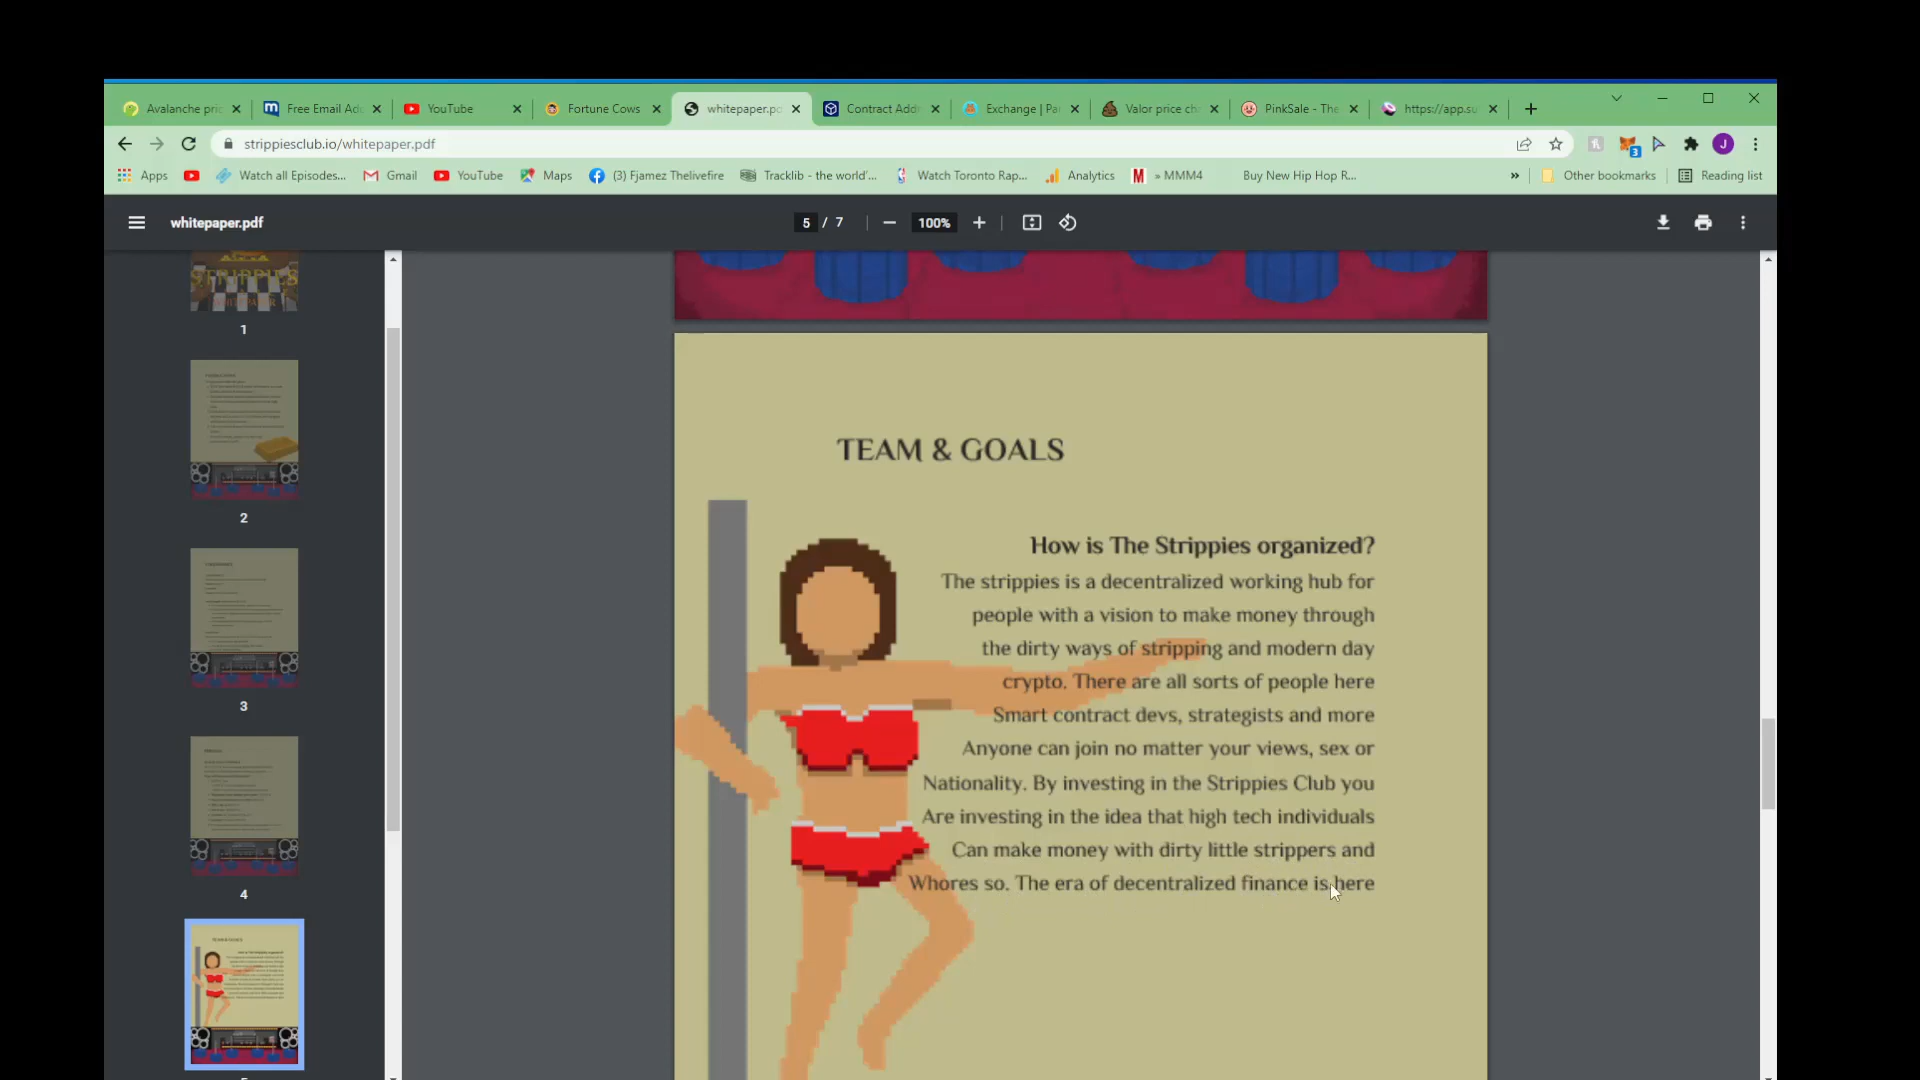 Avalanche pric
Free Email Add
YouTube
Fortune Cows
whitepaper.pd
Contract Addr
Exchange | Pa
Valor price ch
PinkSale - The
https://app.su
strippiesclub.io/whitepaper.pdf
3
J
Apps
Watch all Episodes...
Gmail
YouTube
Maps
(3) Fjamez Thelivefire
Tracklib - the world'...
Watch Toronto Rap...
Analytics
» MMM4
Buy New Hip Hop R...
»
Other bookmarks
Reading list
whitepaper.pdf
5 / 7
100%
1
2
3
4
TEAM & GOALS
How is The Strippies organized?
The strippies is a decentralized working hub for
people with a vision to make money through
the dirty ways of stripping and modern day
crypto. There are all sorts of people here
Smart contract devs, strategists and more
Anyone can join no matter your views, sex or
Nationality. By investing in the Strippies Club you
Are investing in the idea that high tech individuals
Can make money with dirty little strippers and
Whores so. The era of decentralized finance is here